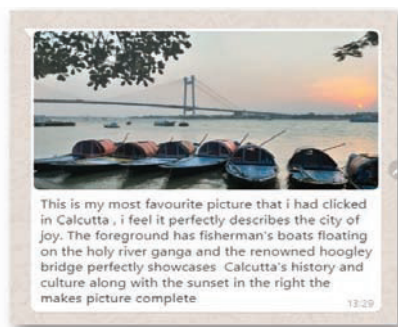 This is my most favourite picture that i had clicked
in Calcutta , i feel it perfectly describes the city of
joy. The foreground has fisherman's boats floating
on the holy river ganga and the renowned hoogley
bridge perfectly showcases Calcutta's history and
culture along with the sunset in the right the
makes picture complete
13:29